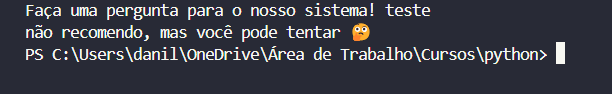 Faça uma pergunta para o nosso sistema! teste
não recomendo, mas você pode tentar 🤔
PS C:\Users\danil\OneDrive\Área de Trabalho\Cursos\python>